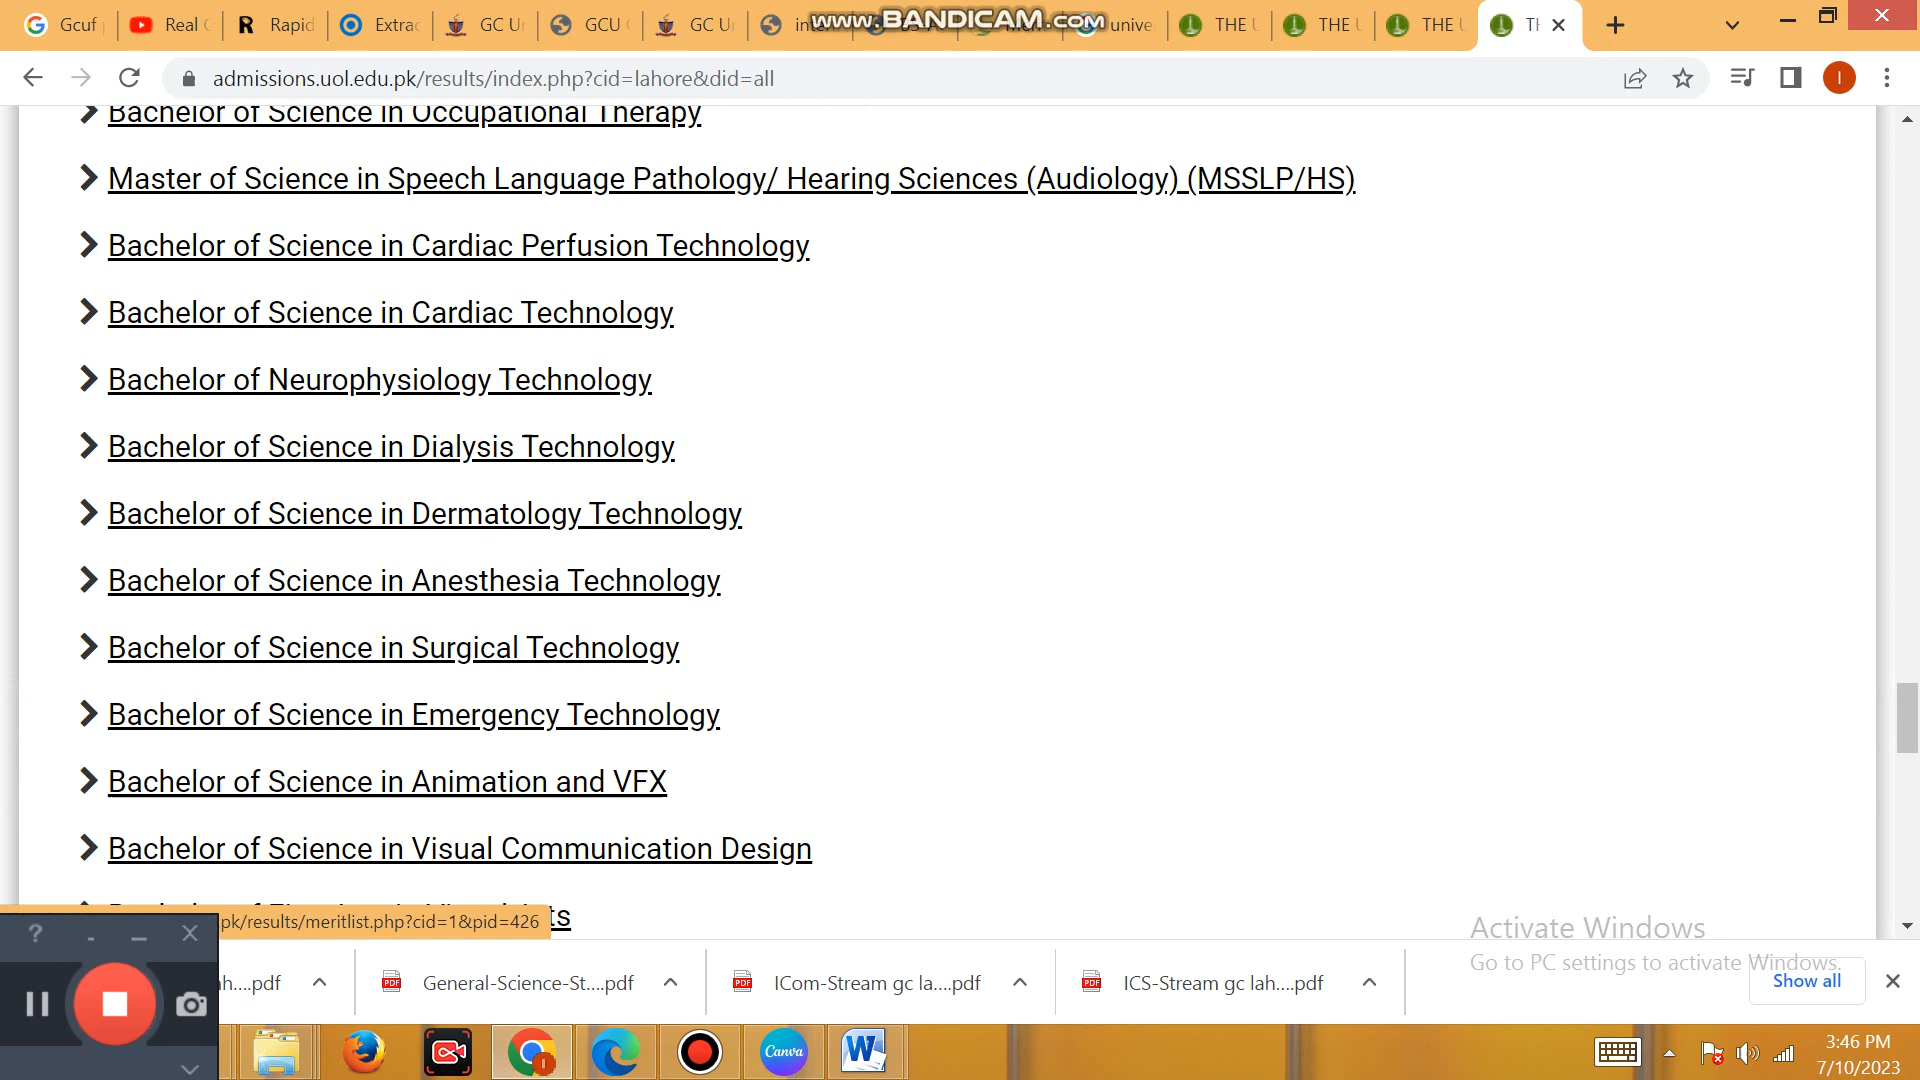 Gcuf
Real
Rapid
Extrac
GC Ur
GCU
GC Ur
www.BANDICAM.com
unive
THE
THE
THE
admissions.uol.edu.pk/results/index.php?cid=lahore&did=all
Bachelor of Science in Occupational Therapy
Master of Science in Speech Language Pathology/ Hearing Sciences (Audiology) (MSSLP/HS)
Bachelor of Science in Cardiac Perfusion Technology
Bachelor of Science in Cardiac Technology
Bachelor of Neurophysiology Technology
Bachelor of Science in Dialysis Technology
Bachelor of Science in Dermatology Technology
Bachelor of Science in Anesthesia Technology
Bachelor of Science in Surgical Technology
Bachelor of Science in Emergency Technology
Bachelor of Science in Animation and VFX
Bachelor of Science in Visual Communication Design
pk/results/meritlist.php?cid=1&pid=426
Activate Windows
Go to PC settings to activate Windows.
h....pdf
General-Science-St....pdf
ICom-Stream gc la....pdf
ICS-Stream gc lah....pdf
Show all
Canva
3:46 PM
7/10/2023